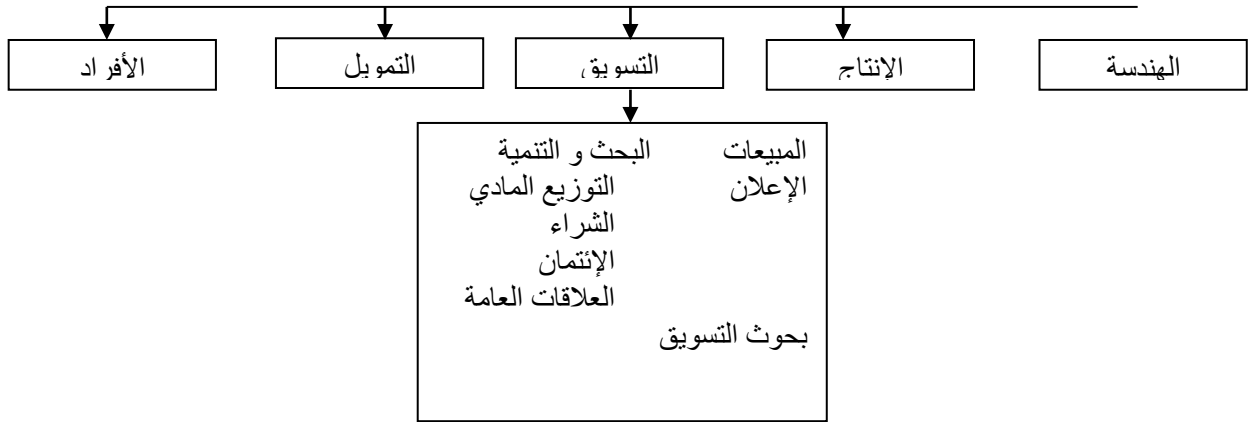 الهندسة
الإنتاج
التسويق
التمويل
الأفراد
المبيعات البحث و التنمية
الإعلان التوزيع المادي
الشراء
الإئتمان
العلاقات العامة
بحوث التسويق